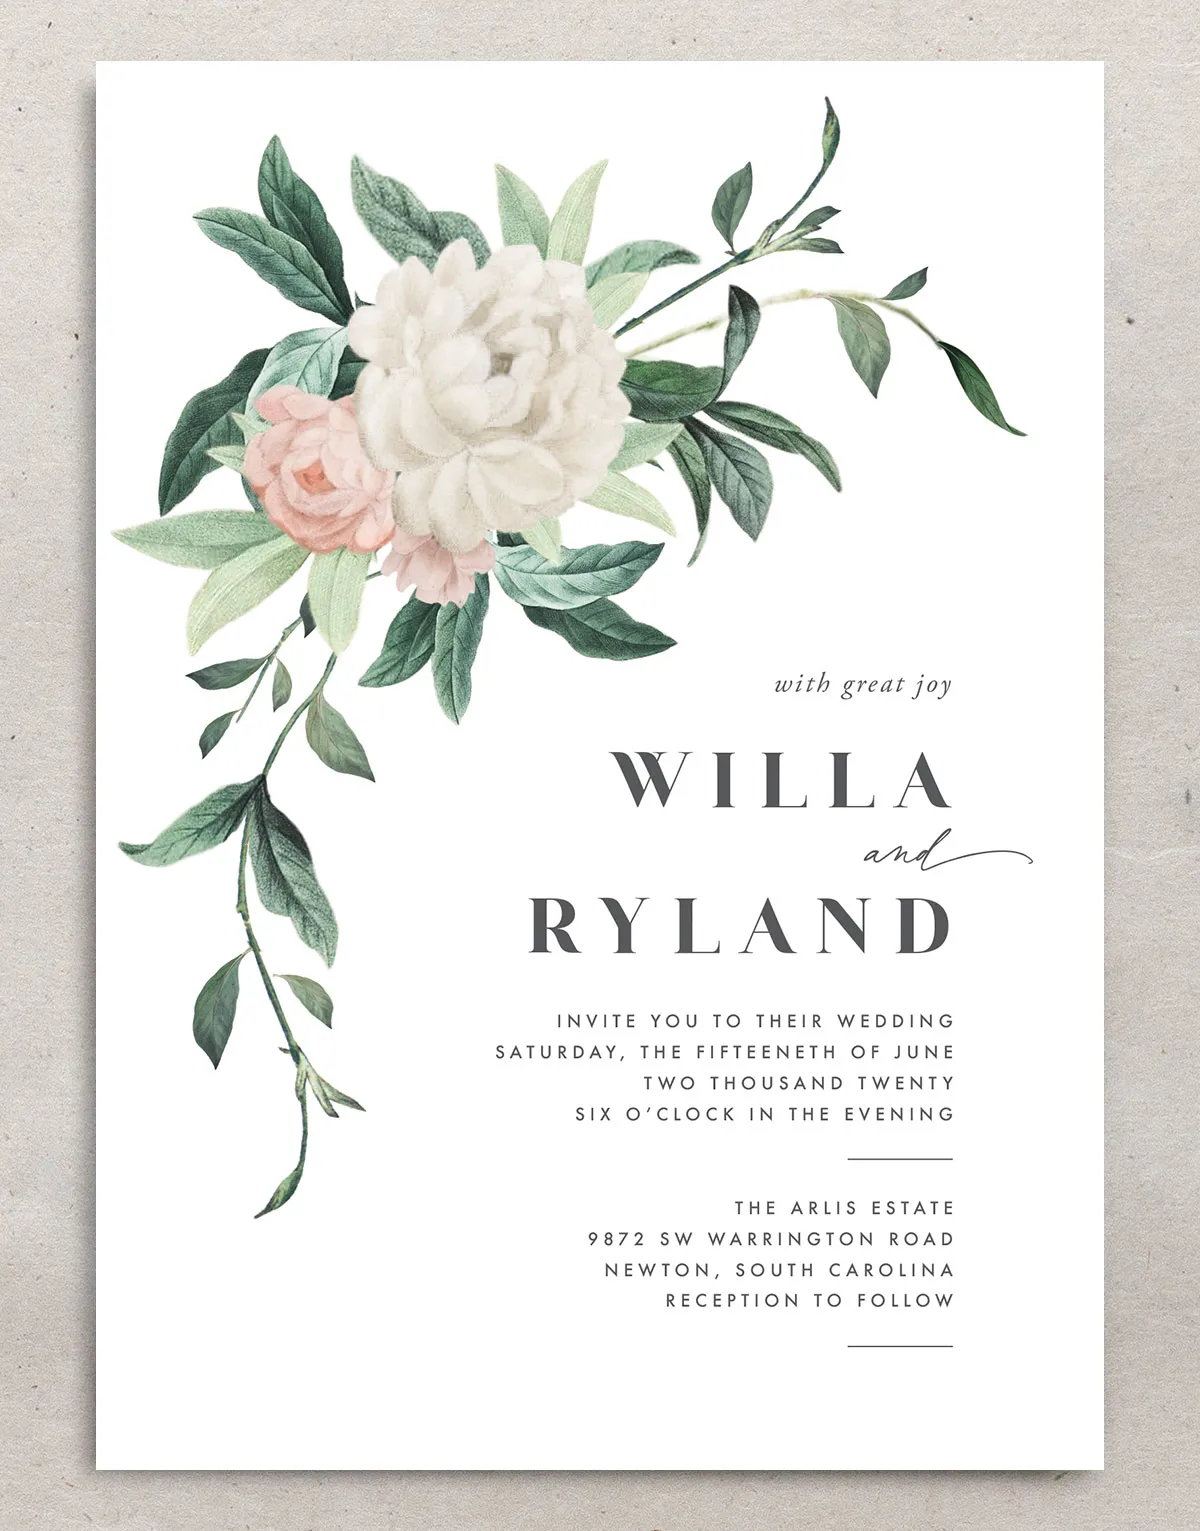 with great joy
WILLA
and
RYLAND
INVITE YOU TO THEIR WEDDING
SATURDAY, THE FIFTEENETH OF JUNE
TWO THOUSAND TWENTY
SIX O’CLOCK IN THE EVENING
THE ARLIS ESTATE
9872 SW WARRINGTON ROAD
NEWTON, SOUTH CAROLINA
RECEPTION TO FOLLOW